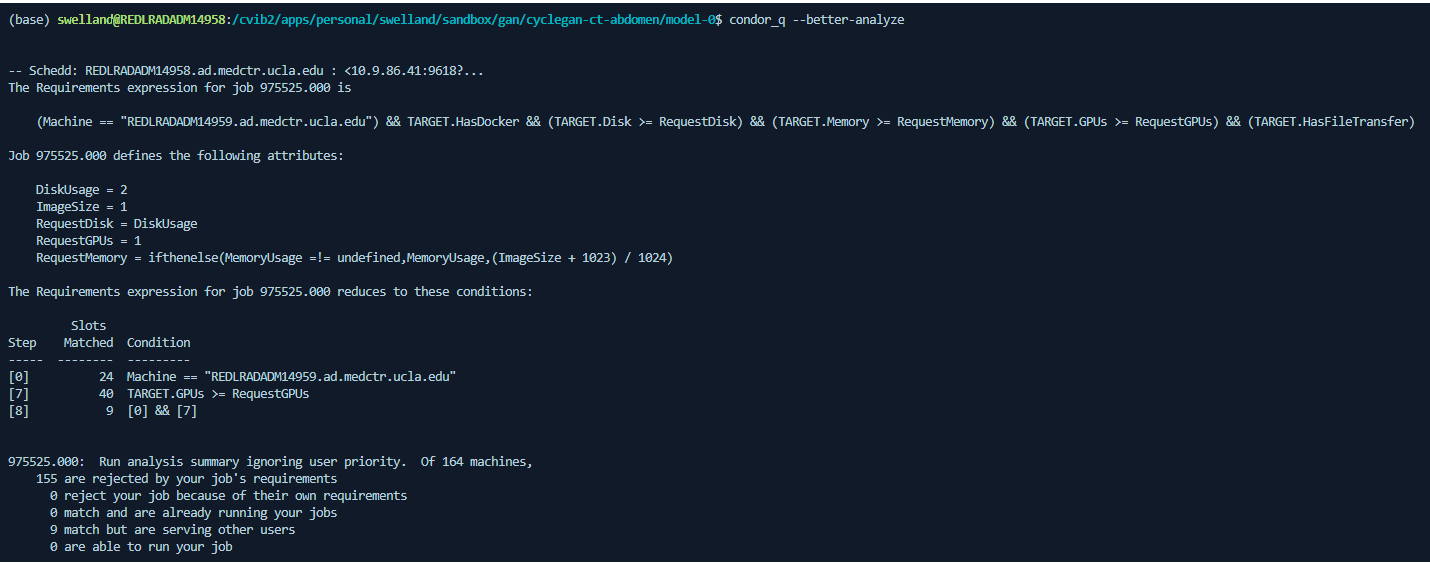 (base) swelland@REDLRADADM14958:/cvib2/apps/personal/swelland/sandbox/gan/cyclegan-ct-abdomen/model-0$ condor_q --better-analyze
-- Schedd: REDLRADADM14958.ad.medctr.ucla.edu : <10.9.86.41:9618?...
The Requirements expression for job 975525.000 is
(Machine == "REDLRADADM14959.ad.medctr.ucla.edu") && TARGET.HasDocker && (TARGET.Disk >= RequestDisk) && (TARGET.Memory >= RequestMemory) && (TARGET.GPUs >= RequestGPUs) && (TARGET.HasFileTransfer)
Job 975525.000 defines the following attributes:
DiskUsage = 2
ImageSize = 1
RequestDisk = DiskUsage
RequestGPUs = 1
RequestMemory = ifthenelse(MemoryUsage =!= undefined,MemoryUsage,(ImageSize + 1023) / 1024)
The Requirements expression for job 975525.000 reduces to these conditions:
Slots
Step    Matched  Condition
-----  --------  ---------
[0]          24  Machine == "REDLRADADM14959.ad.medctr.ucla.edu"
[7]          40  TARGET.GPUs >= RequestGPUs
[8]           9  [0] && [7]
975525.000:  Run analysis summary ignoring user priority.  Of 164 machines,
155 are rejected by your job's requirements
0 reject your job because of their own requirements
0 match and are already running your jobs
9 match but are serving other users
0 are able to run your job